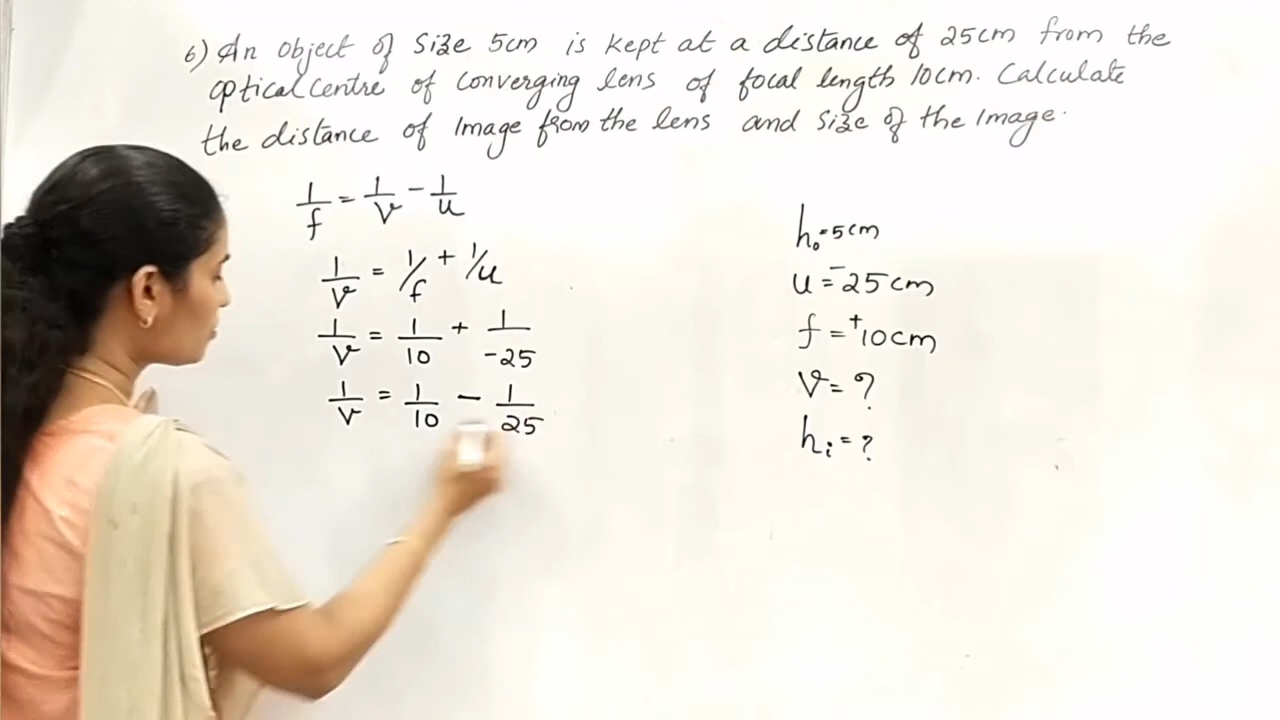 6) An object of size 5cm is kept at a distance of 25cm from the
optical centre of converging lens of focal length 10cm. Calculate
the distance of Image from the lens and size of the Image.
1/f = 1/v - 1/u
1/v = 1/f + 1/u
1/v = 1/10 + 1/-25
1/v = 1/10 - 1/25
h₀ = 5cm
u = -25cm
f = +10cm
v = ?
hᵢ = ?